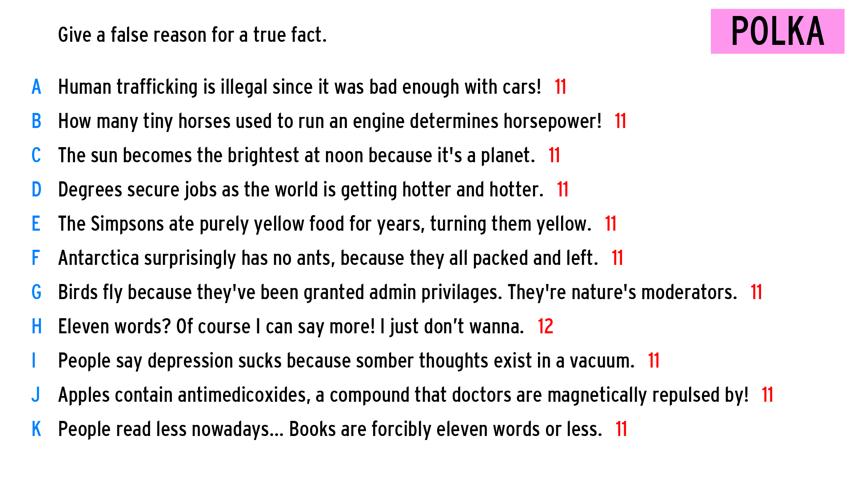 Give a false reason for a true fact.
POLKA
A Human trafficking is illegal since it was bad enough with cars! 11
B How many tiny horses used to run an engine determines horsepower! 11
C The sun becomes the brightest at noon because it's a planet. 11
D Degrees secure jobs as the world is getting hotter and hotter. 11
E The Simpsons ate purely yellow food for years, turning them yellow. 11
F Antarctica surprisingly has no ants, because they all packed and left. 11
G Birds fly because they've been granted admin privilages. They're nature's moderators. 11
H Eleven words? Of course I can say more! I just don’t wanna. 12
I People say depression sucks because somber thoughts exist in a vacuum. 11
J Apples contain antimedicoxides, a compound that doctors are magnetically repulsed by! 11
K People read less nowadays... Books are forcibly eleven words or less. 11